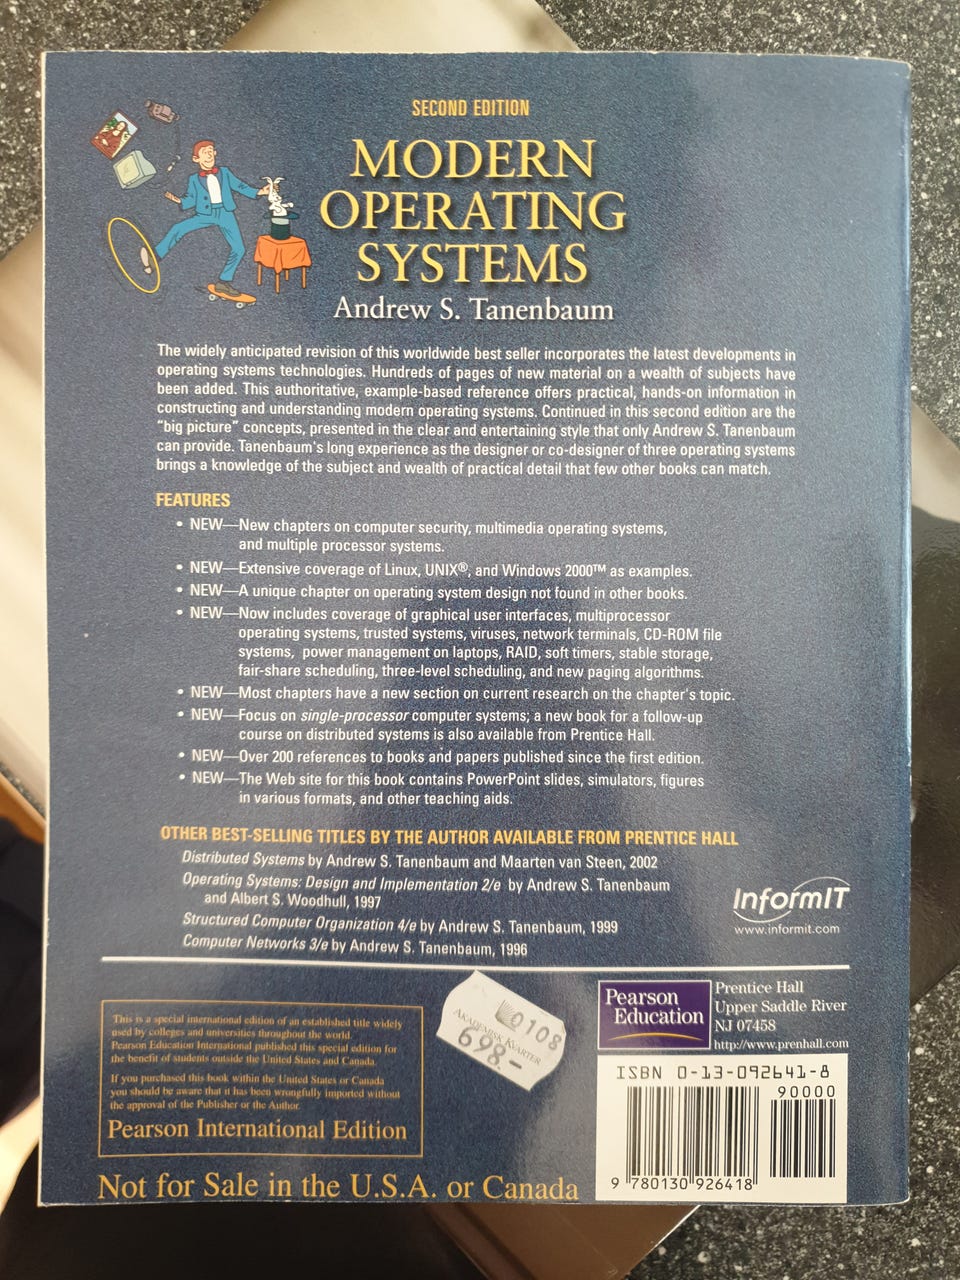 SECOND EDITION
MODERN
OPERATING
SYSTEMS
Andrew S. Tanenbaum
The widely anticipated revision of this worldwide best seller incorporates the latest developments in
operating systems technologies. Hundreds of pages of new material on a wealth of subjects have
been added. This authoritative, example-based reference offers practical, hands-on information in
constructing and understanding modern operating systems. Continued in this second edition are the
"big picture" concepts, presented in the clear and entertaining style that only Andrew S. Tanenbaum
can provide. Tanenbaum's long experience as the designer or co-designer of three operating systems
brings a knowledge of the subject and wealth of practical detail that few other books can match.
FEATURES
• NEW—New chapters on computer security, multimedia operating systems,
and multiple processor systems.
• NEW—Extensive coverage of Linux, UNIX®, and Windows 2000™ as examples.
• NEW—A unique chapter on operating system design not found in other books.
• NEW—Now includes coverage of graphical user interfaces, multiprocessor
operating systems, trusted systems, viruses, network terminals, CD-ROM file
systems, power management on laptops, RAID, soft timers, stable storage,
fair-share scheduling, three-level scheduling, and new paging algorithms.
• NEW—Most chapters have a new section on current research on the chapter's topic.
• NEW—Focus on single-processor computer systems; a new book for a follow-up
course on distributed systems is also available from Prentice Hall.
• NEW—Over 200 references to books and papers published since the first edition.
• NEW—The Web site for this book contains PowerPoint slides, simulators, figures
in various formats, and other teaching aids.
OTHER BEST-SELLING TITLES BY THE AUTHOR AVAILABLE FROM PRENTICE HALL
Distributed Systems by Andrew S. Tanenbaum and Maarten van Steen, 2002
Operating Systems: Design and Implementation 2/e by Andrew S. Tanenbaum
and Albert S. Woodhull, 1997
Structured Computer Organization 4/e by Andrew S. Tanenbaum, 1999
Computer Networks 3/e by Andrew S. Tanenbaum, 1996
InformIT
www.informit.com
This is a special international edition of an established title widely
used by colleges and universities throughout the world.
Pearson Education International published this special edition for
the benefit of students outside the United States and Canada.
If you purchased this book within the United States or Canada
you should be aware that it has been wrongfully imported without
the approval of the Publisher or the Author.
Pearson International Edition
Not for Sale in the U.S.A. or Canada
0108
AKADEMISK KVARTER
698.-
Pearson
Education
Prentice Hall
Upper Saddle River
NJ 07458
http://www.prenhall.com
ISBN 0-13-092641-8
90000
9 780130 926418